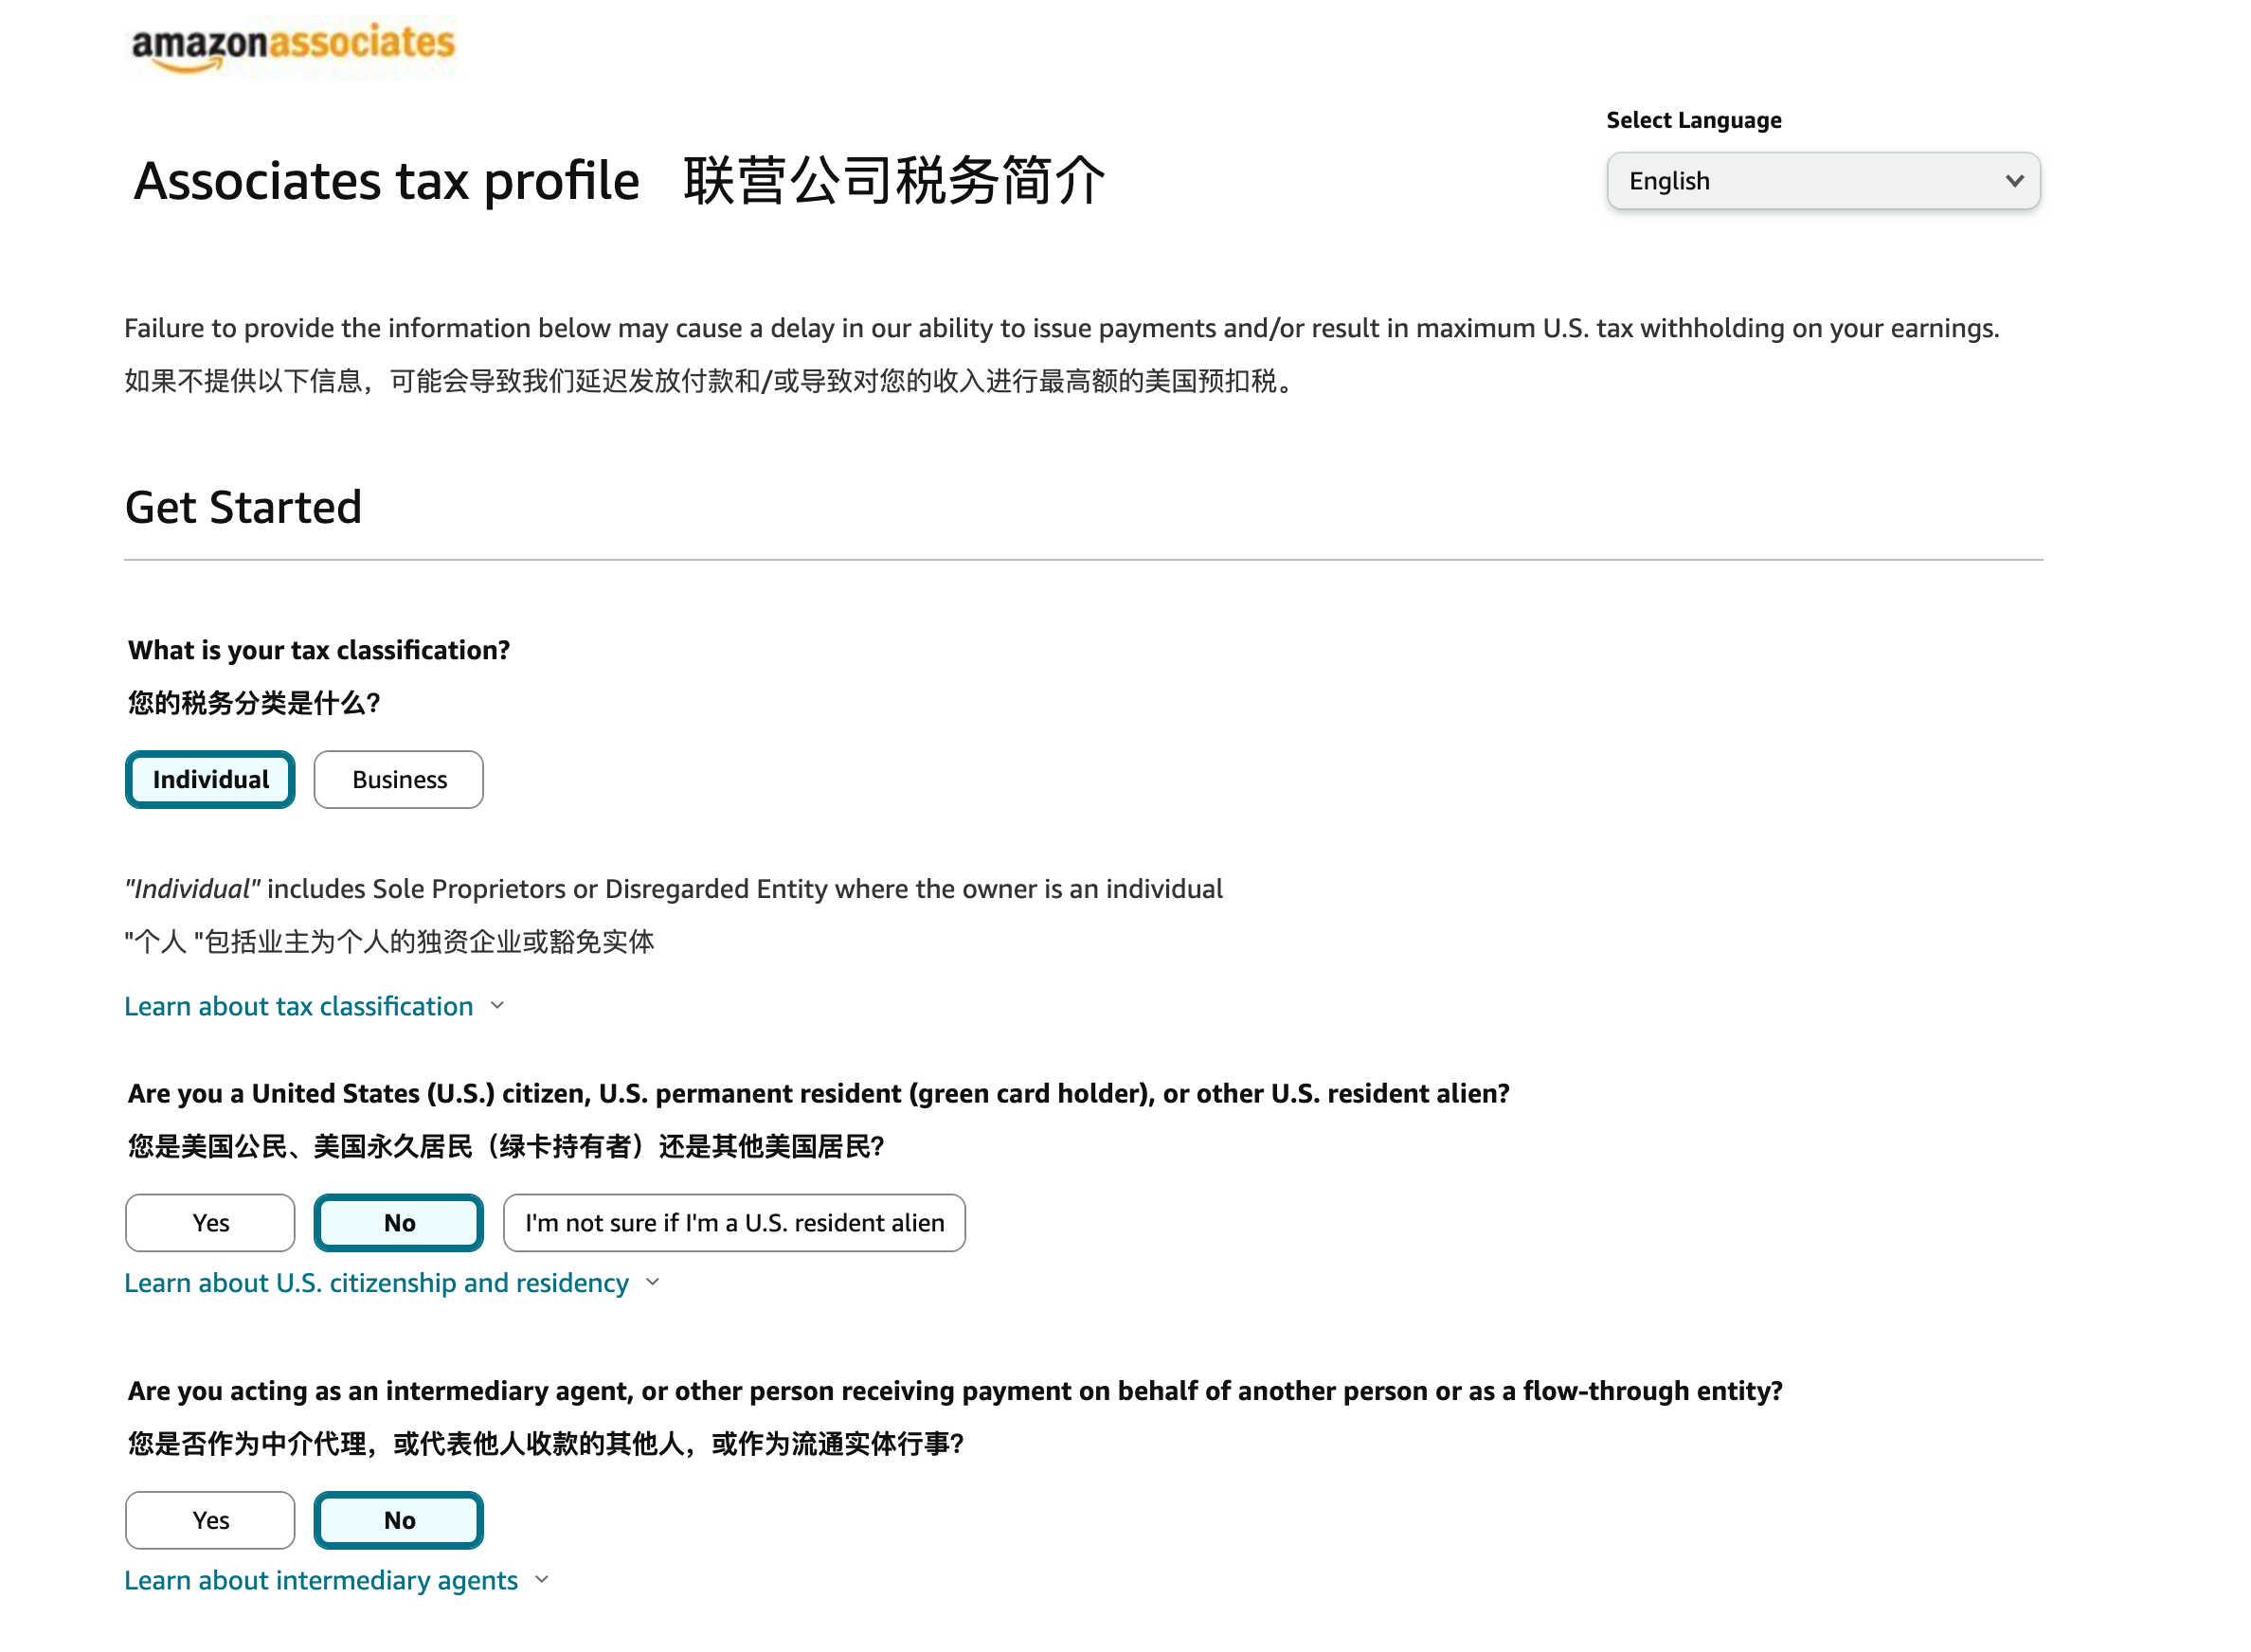 amazonassociates
Select Language
Associates tax profile 联营公司税务简介
English
Failure to provide the information below may cause a delay in our ability to issue payments and/or result in maximum U.S. tax withholding on your earnings.
如果不提供以下信息，可能会导致我们延迟发放付款和/或导致对您的收入进行最高额的美国预扣税。
Get Started
What is your tax classification?
您的税务分类是什么?
Individual Business
"Individual" includes Sole Proprietors or Disregarded Entity where the owner is an individual
"个人 "包括业主为个人的独资企业或豁免实体
Learn about tax classification
Are you a United States (U.S.) citizen, U.S. permanent resident (green card holder), or other U.S. resident alien?
您是美国公民、美国永久居民（绿卡持有者）还是其他美国居民?
Yes No I'm not sure if I'm a U.S. resident alien
Learn about U.S. citizenship and residency
Are you acting as an intermediary agent, or other person receiving payment on behalf of another person or as a flow-through entity?
您是否作为中介代理，或代表他人收款的其他人，或作为流通实体行事?
Yes No
Learn about intermediary agents